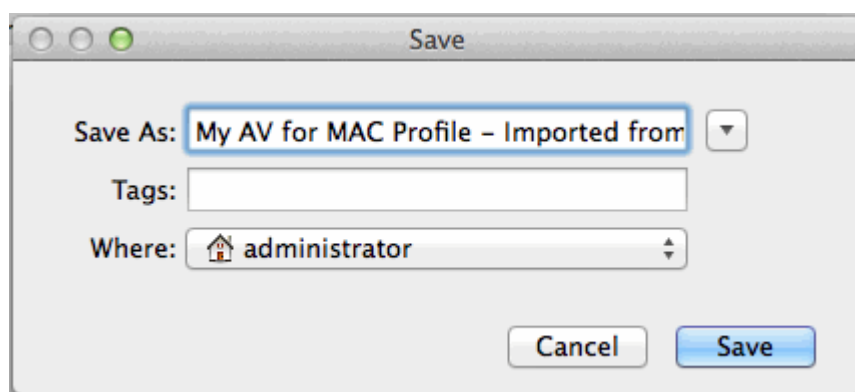 Save
Save As: My AV for MAC Profile – Imported from
Tags:
Where: administrator
Cancel Save